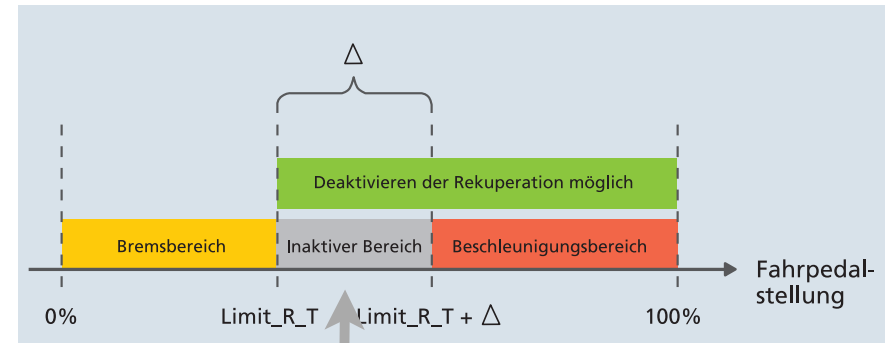 Δ
Deaktivieren der Rekuperation möglich
Bremsbereich
Inaktiver Bereich
Beschleunigungsbereich
Fahrpedal-
stellung
0%
Limit_R_T
Limit_R_T + Δ
100%